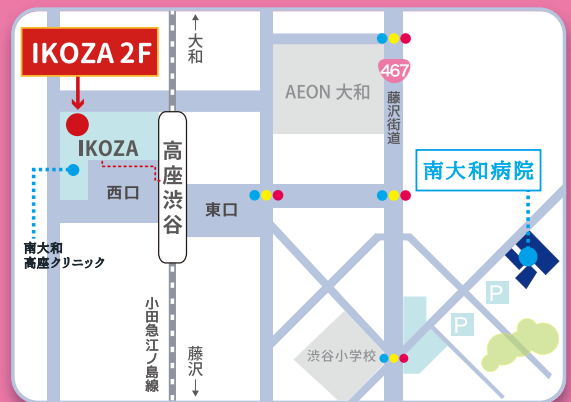 ↑
大和
IKOZA 2F
467
AEON 大和
藤沢街道
IKOZA
高座渋谷
南大和病院
西口
東口
南大和
高座クリニック
P
P
小田急江ノ島線
藤沢
↓
渋谷小学校